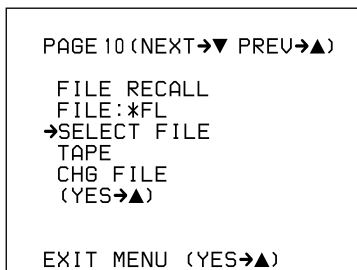 PAGE 10 (NEXT→▼ PREV→▲)
FILE RECALL
FILE:*FL
→SELECT FILE
TAPE
CHG FILE
(YES→▲)
EXIT MENU (YES→▲)